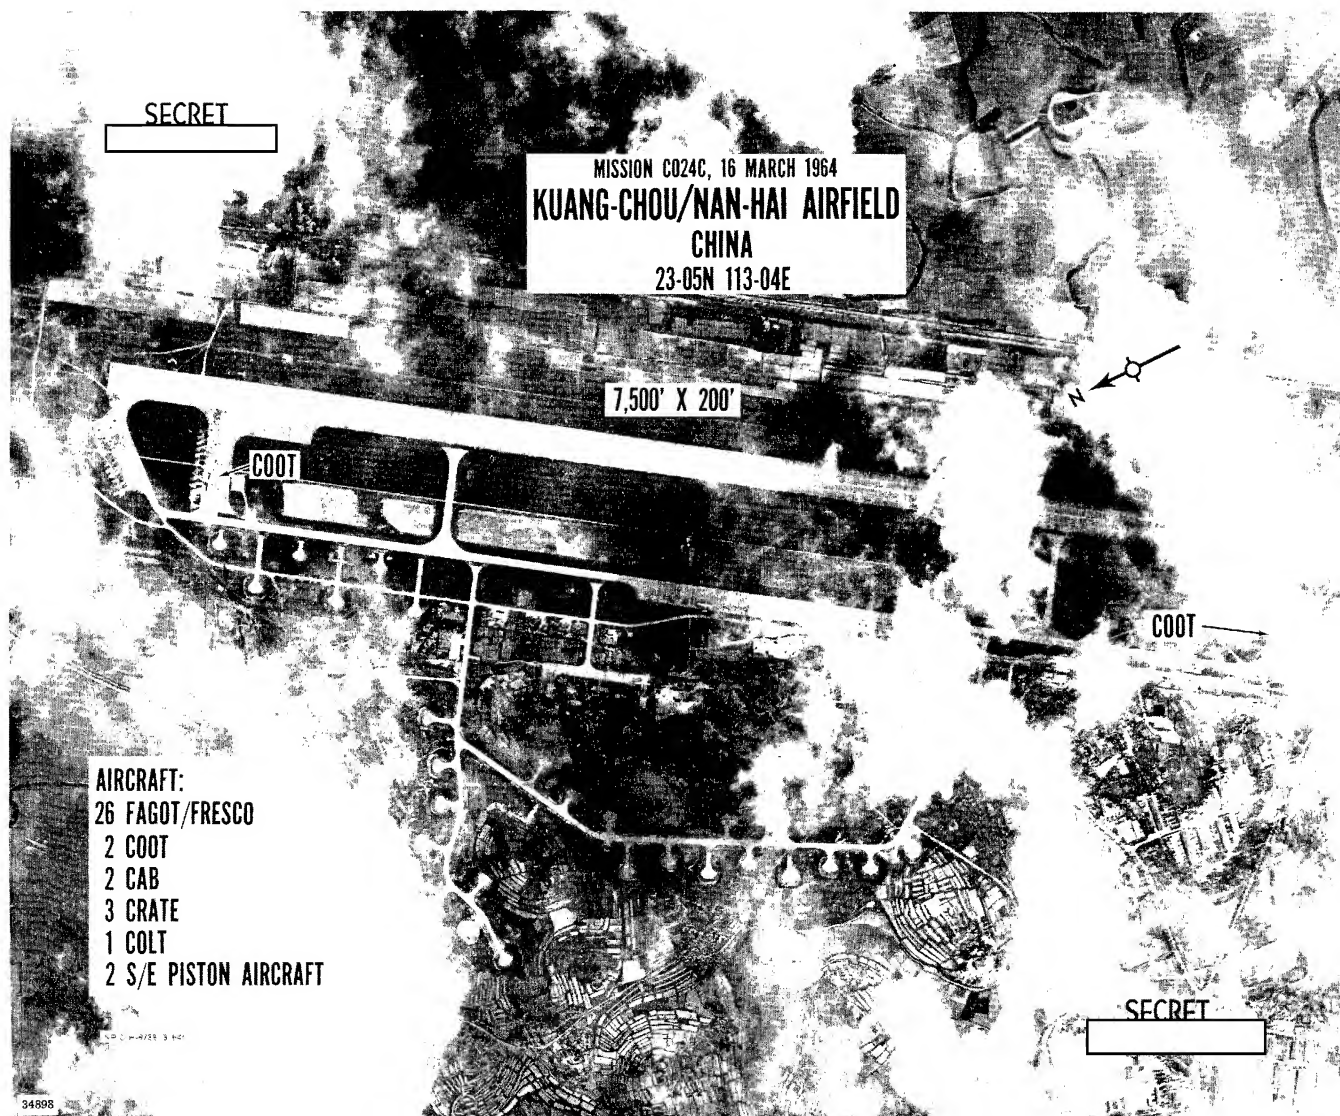 SECRET
MISSION C024C, 16 MARCH 1964
KUANG-CHOU/NAN-HAI AIRFIELD
CHINA
23-05N 113-04E
N
7,500' X 200'
COOT
COOT
AIRCRAFT:
26 FAGOT/FRESCO
2 COOT
2 CAB
3 CRATE
1 COLT
2 S/E PISTON AIRCRAFT
SECRET
34898